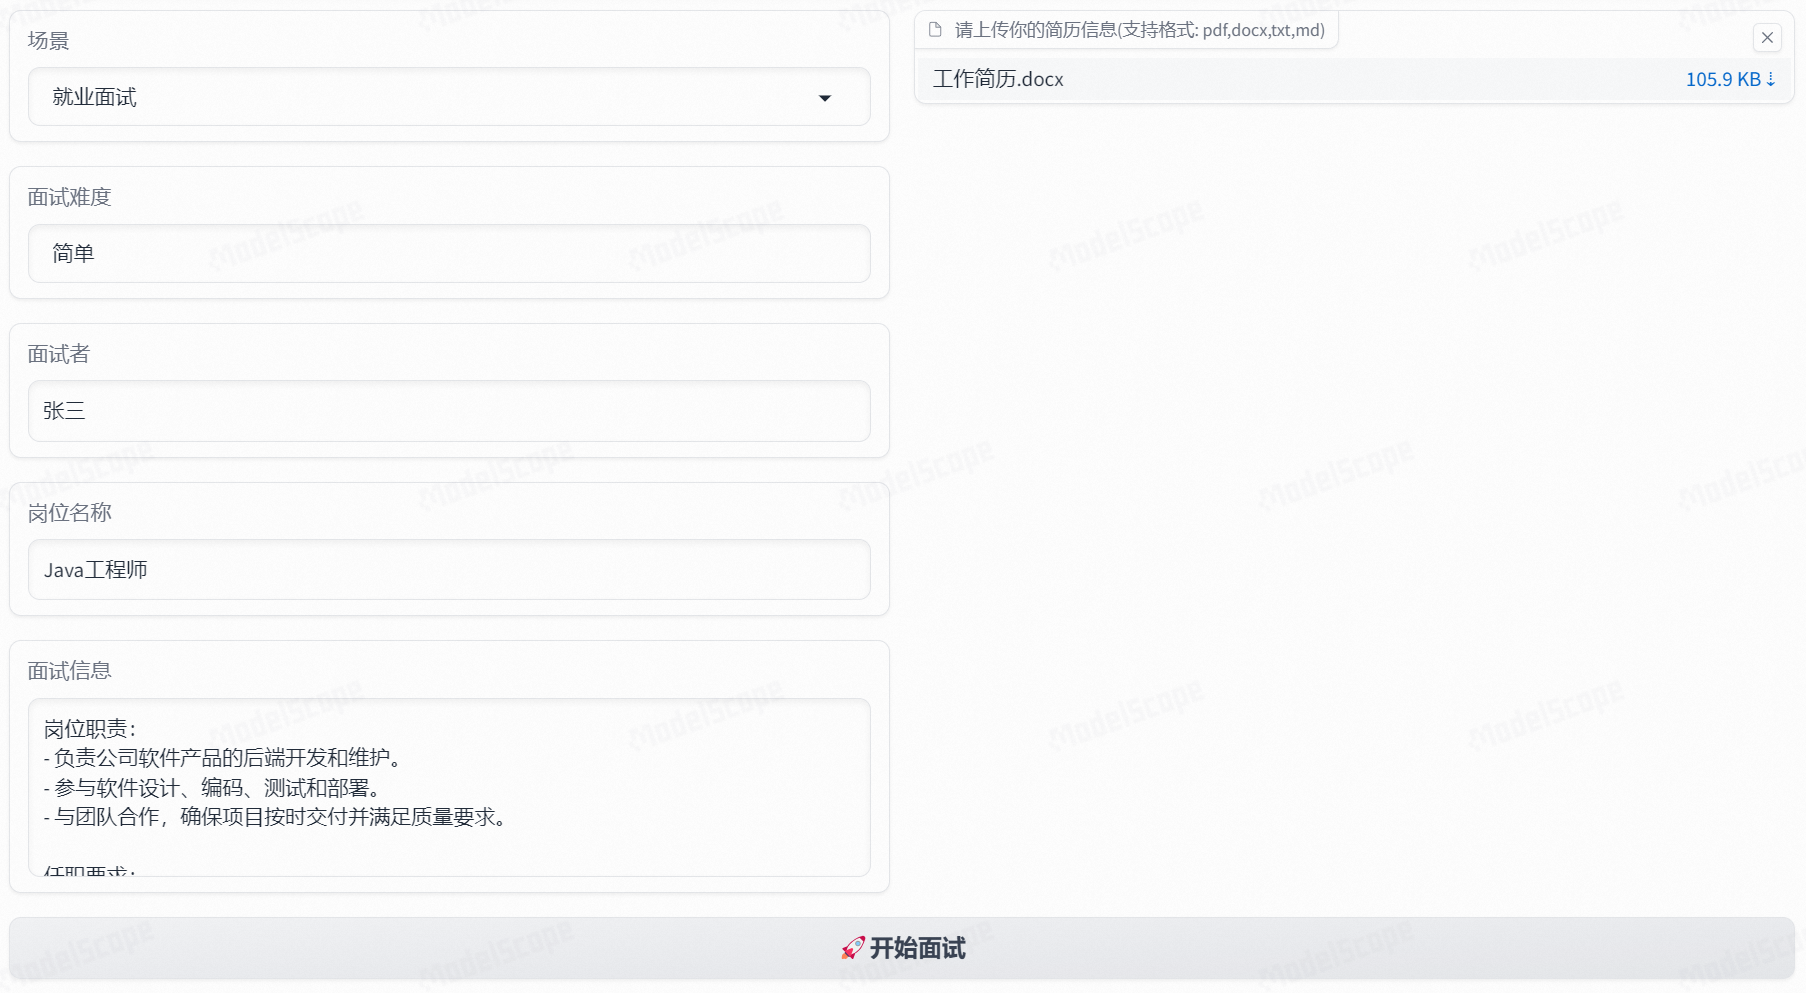 场景
就业面试
面试难度
简单
面试者
张三
岗位名称
Java工程师
面试信息
岗位职责：
- 负责公司软件产品的后端开发和维护。
- 参与软件设计、编码、测试和部署。
- 与团队合作，确保项目按时交付并满足质量要求。
任职要求：
请上传你的简历信息(支持格式: pdf,docx,txt,md)
工作简历.docx
105.9 KB ⇣
🚀开始面试
ModelScope